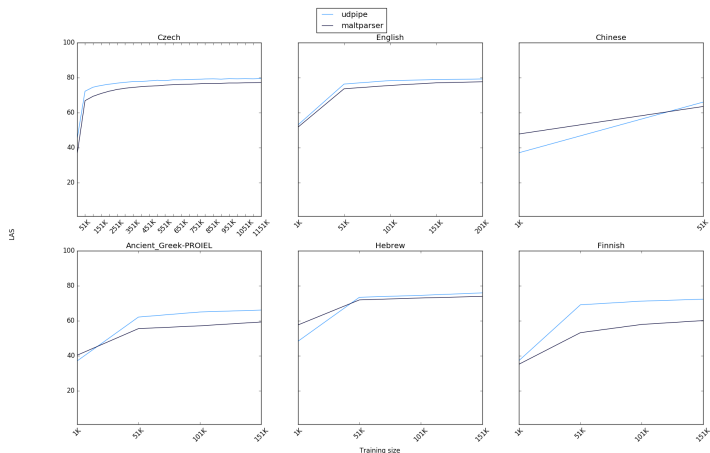 udpipe
maltparser
Czech
English
Chinese
100
80
60
40
20
51K 151K 251K 351K 451K 551K 651K 751K 851K 951K 1051K 1151K
1K 51K 101K 151K 201K
1K 51K
LAS
Ancient_Greek-PROIEL
Hebrew
Finnish
100
80
60
40
20
1K 51K 101K 151K
1K 51K 101K 151K
1K 51K 101K 151K
Training size